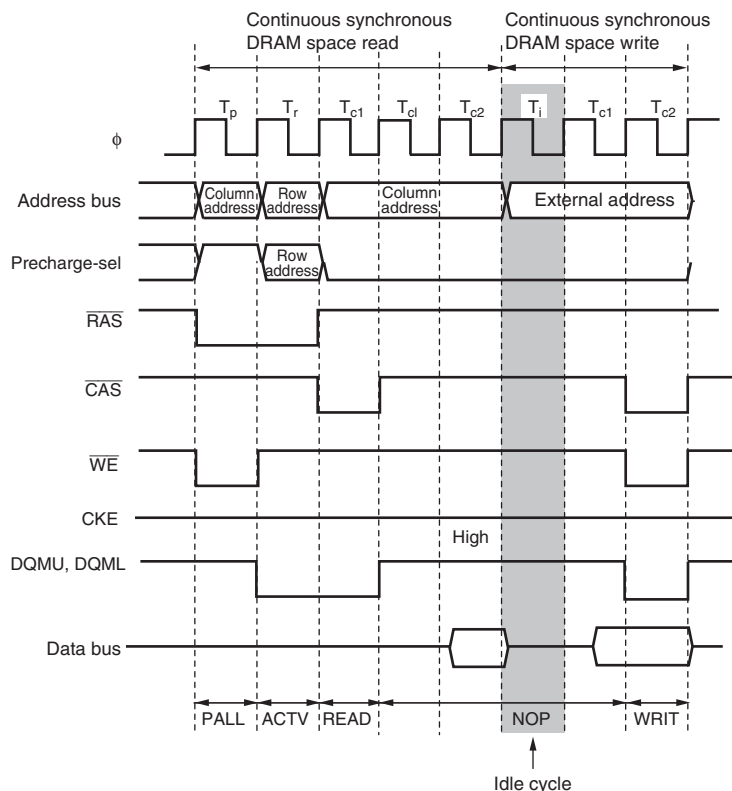 Continuous synchronous
DRAM space read
Continuous synchronous
DRAM space write
Tp Tr Tc1 Tcl Tc2 Ti Tc1 Tc2
ϕ
Address bus
Column
address
Row
address
Column
address
External address
Precharge-sel
Row
address
RAS
CAS
WE
CKE
High
DQMU, DQML
Data bus
PALL ACTV READ NOP WRIT
Idle cycle